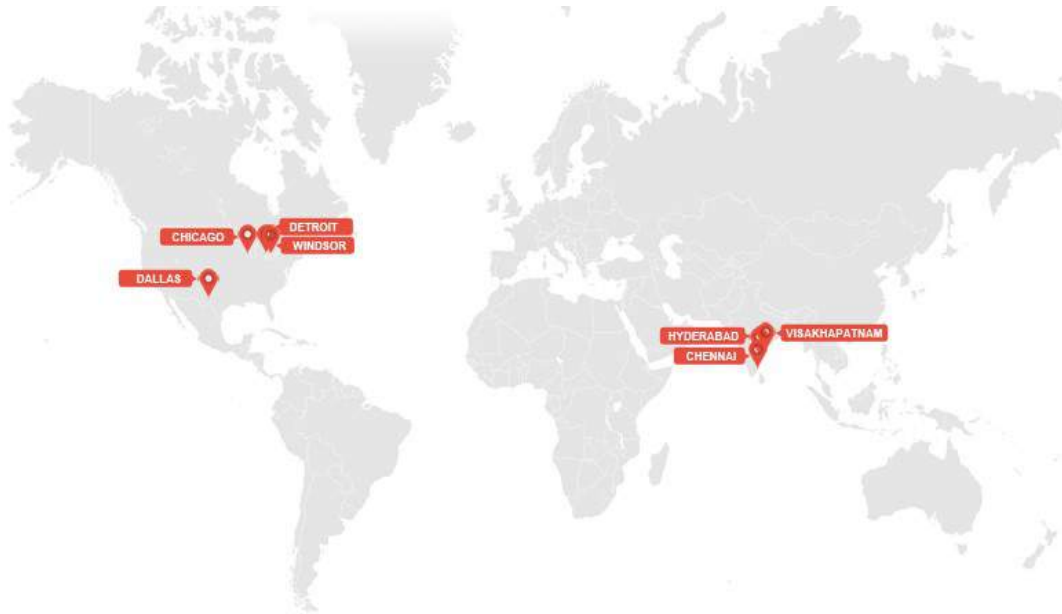 DETROIT
CHICAGO
WINDSOR
DALLAS
HYDERABAD
VISAKHAPATNAM
CHENNAI